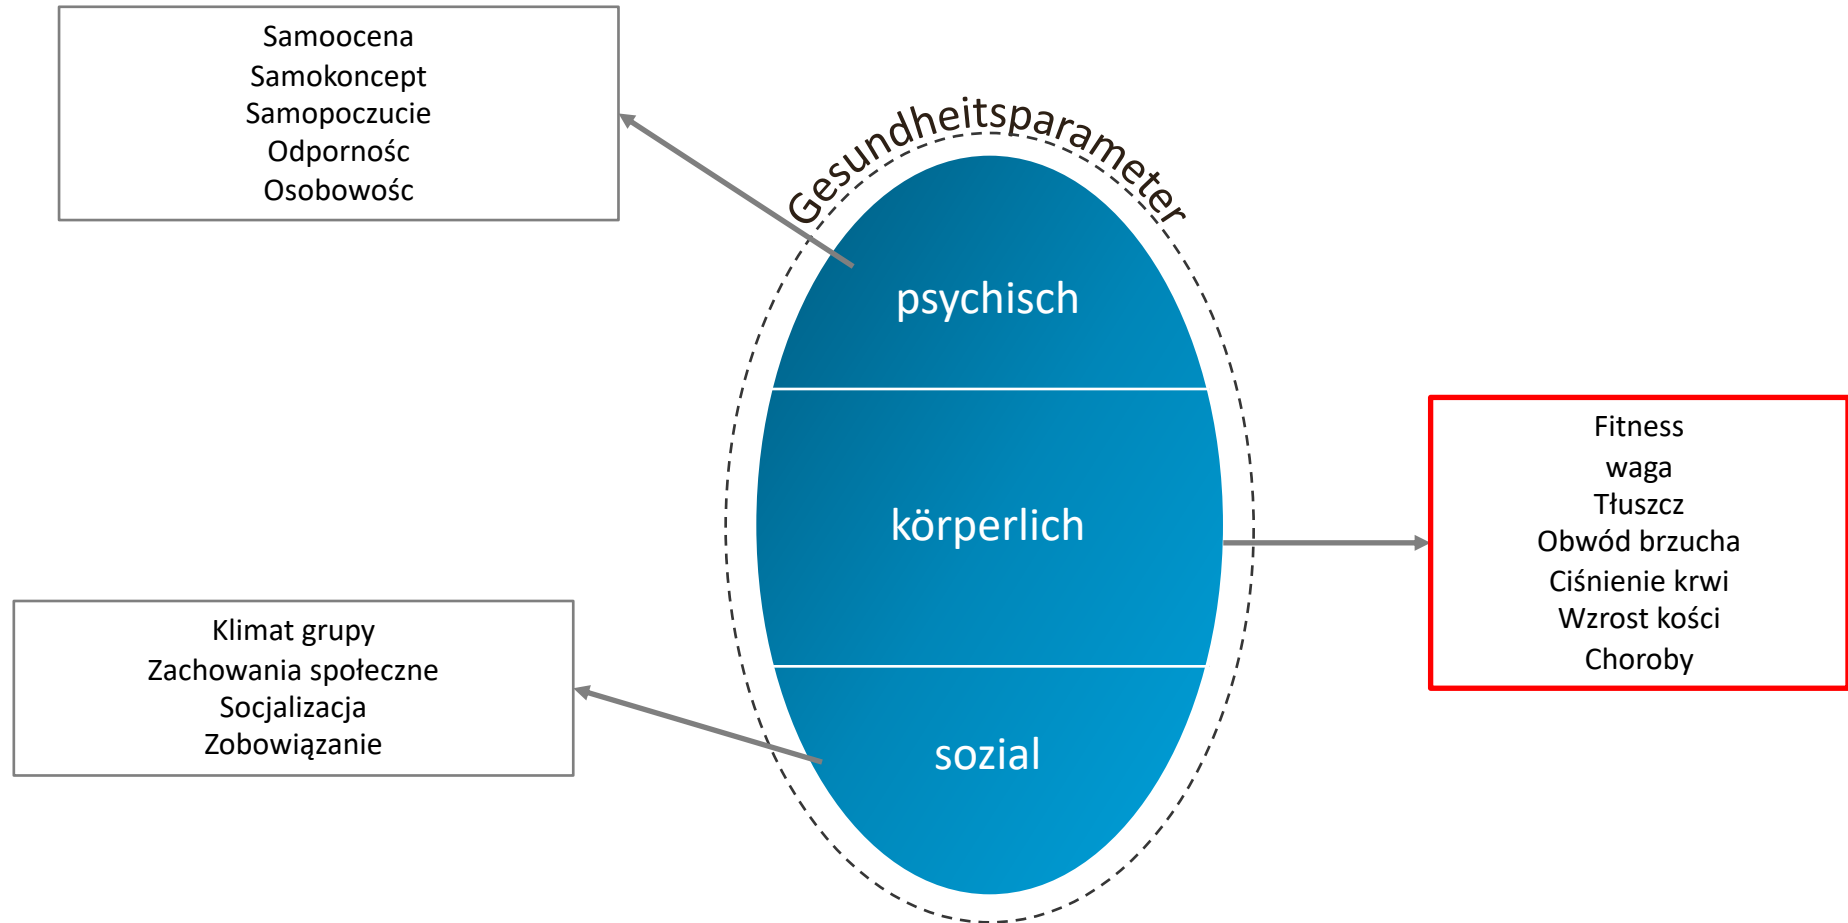 Samoocena
Samokoncept
Samopoczucie
Odpornośc
Osobowośc
Gesundheitsparameter
psychisch
körperlich
sozial
Fitness
waga
Tłuszcz
Obwód brzucha
Ciśnienie krwi
Wzrost kości
Choroby
Klimat grupy
Zachowania społeczne
Socjalizacja
Zobowiązanie